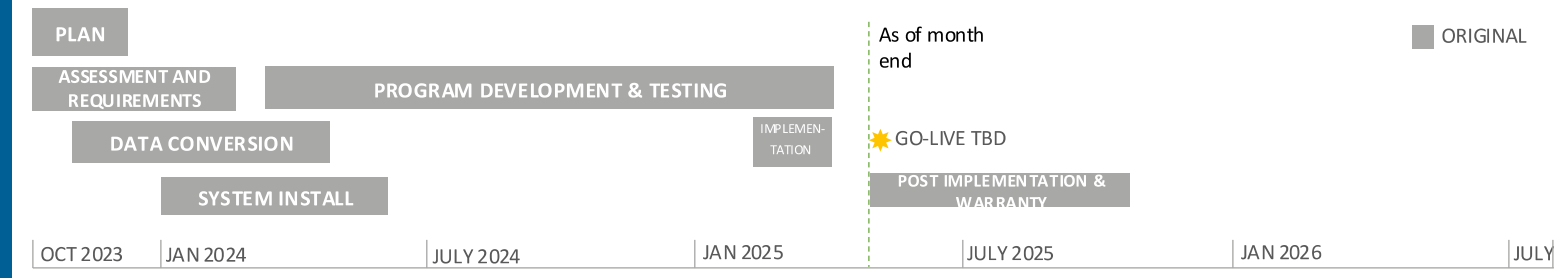 PLAN
As of month
end
ORIGINAL
ASSESSMENT AND
REQUIREMENTS
PROGRAM DEVELOPMENT & TESTING
IMPLEMEN-
TATION
DATA CONVERSION
GO-LIVE TBD
POST IMPLEMENTATION &
WARRANTY
SYSTEM INSTALL
OCT 2023
JAN 2024
JULY 2024
JAN 2025
JULY 2025
JAN 2026
JULY